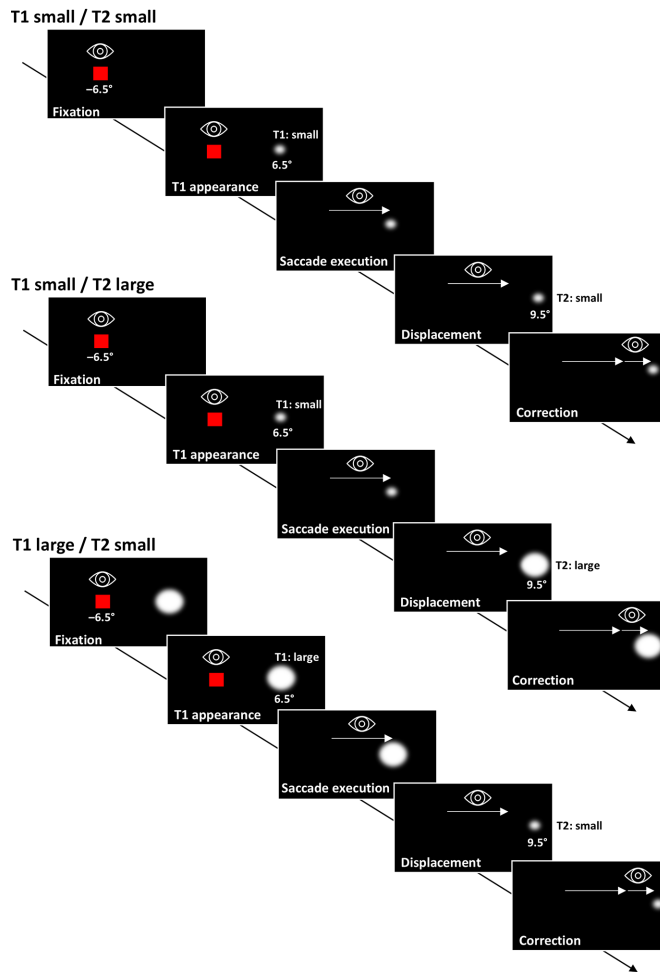 T1 small / T2 small
−6.5°
Fixation
T1: small
6.5°
T1 appearance
Saccade execution
T2: small
9.5°
Displacement
Correction
T1 small / T2 large
−6.5°
Fixation
T1: small
6.5°
T1 appearance
Saccade execution
T2: large
9.5°
Displacement
Correction
T1 large / T2 small
−6.5°
Fixation
T1: large
6.5°
T1 appearance
Saccade execution
T2: small
9.5°
Displacement
Correction